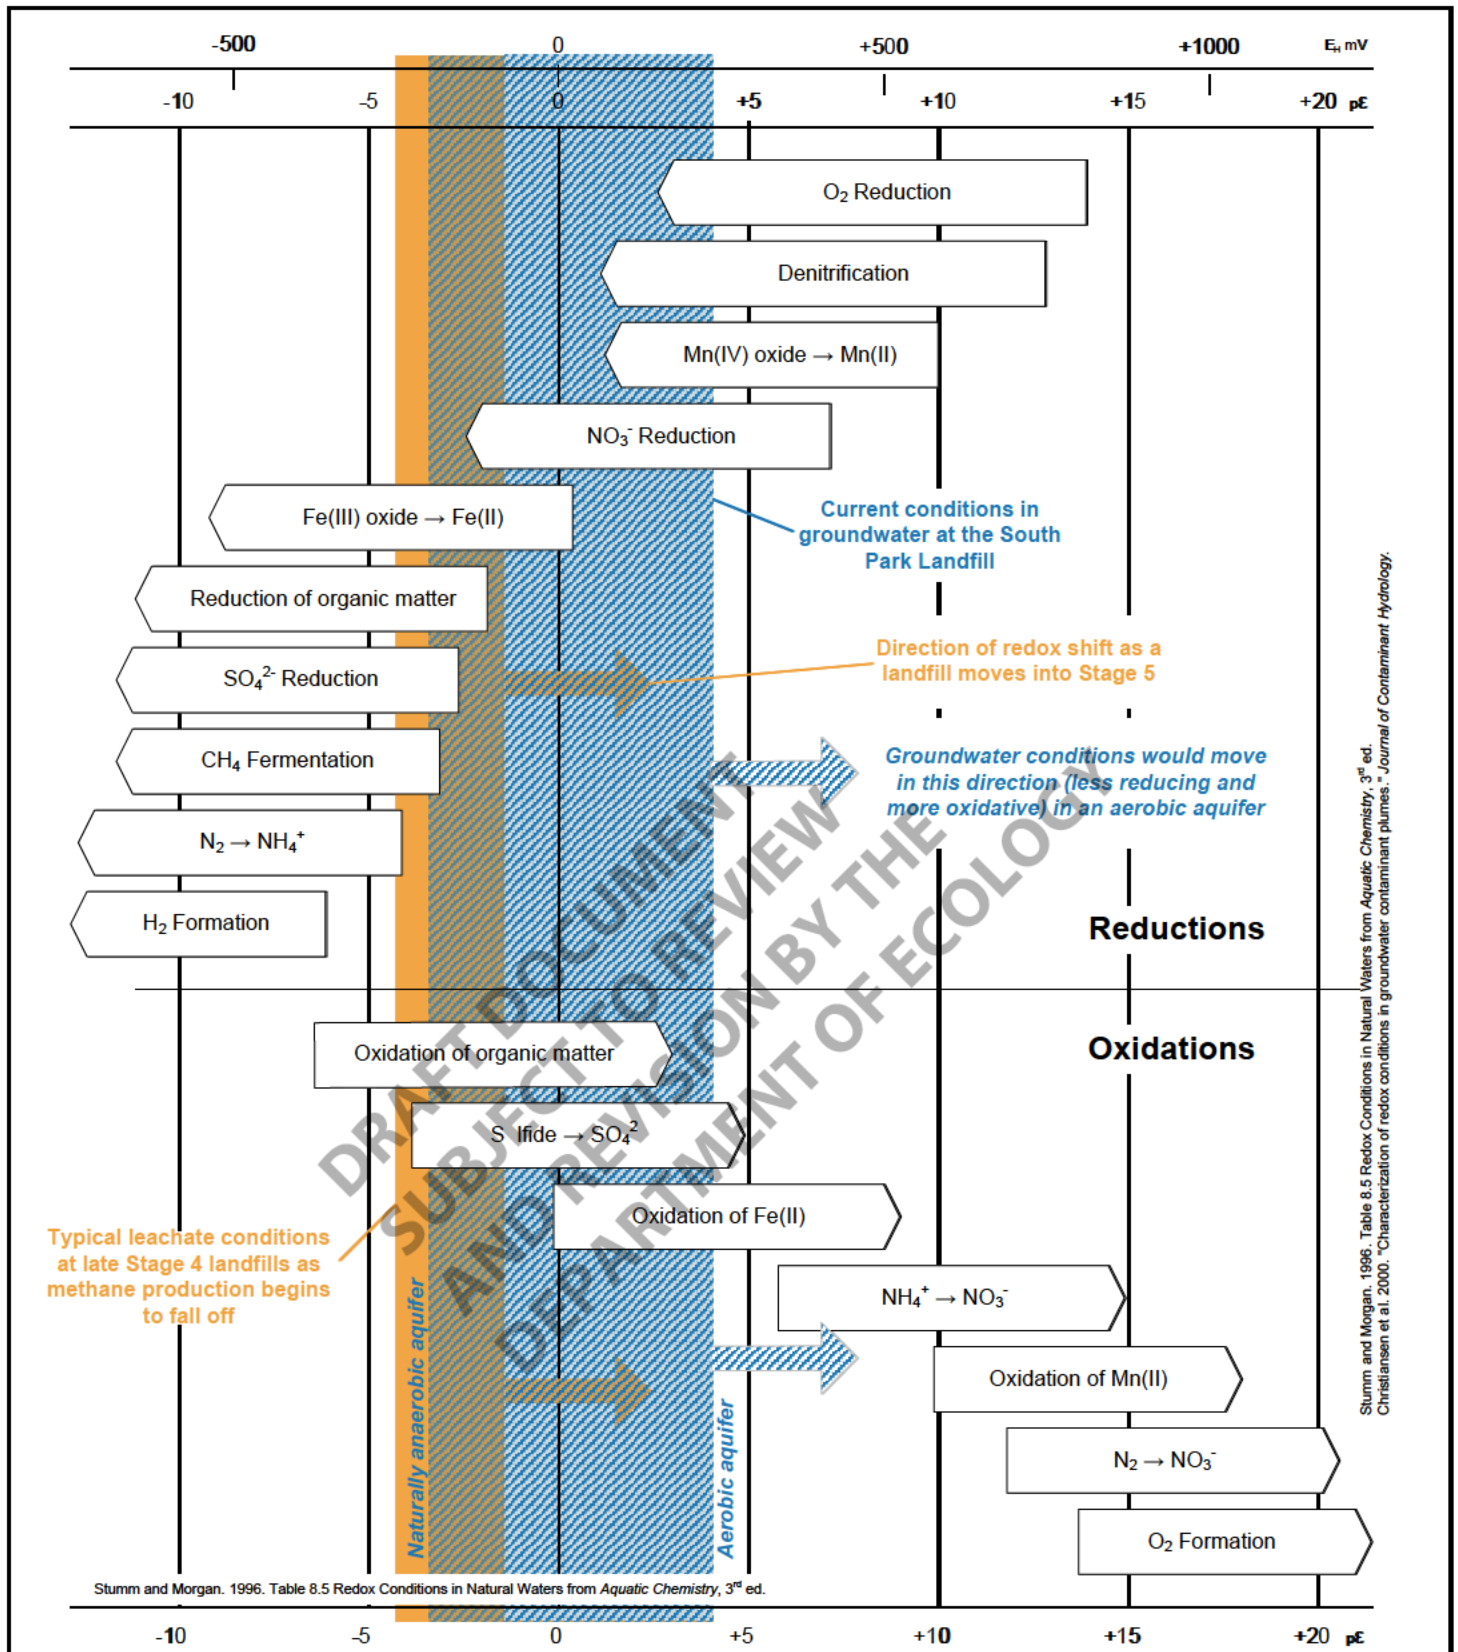 -500 0 +500 +1000 Eₕ mV
-10 -5 0 +5 +10 +15 +20 pƐ
O₂ Reduction
Denitrification
Mn(IV) oxide → Mn(II)
NO₃⁻ Reduction
Fe(III) oxide → Fe(II)
Current conditions in
groundwater at the South
Park Landfill
Reduction of organic matter
Direction of redox shift as a
landfill moves into Stage 5
SO₄²⁻ Reduction
CH₄ Fermentation
Groundwater conditions would move
in this direction (less reducing and
more oxidative) in an aerobic aquifer
N₂ → NH₄⁺
H₂ Formation
Reductions
Oxidations
Oxidation of organic matter
S lfide → SO₄²
Oxidation of Fe(II)
Typical leachate conditions
at late Stage 4 landfills as
methane production begins
to fall off
NH₄⁺ → NO₃⁻
Oxidation of Mn(II)
N₂ → NO₃⁻
O₂ Formation
Naturally anaerobic aquifer
Aerobic aquifer
DRAFT DOCUMENT
SUBJECT TO REVIEW
AND REVISION BY THE
DEPARTMENT OF ECOLOGY
Stumm and Morgan. 1996. Table 8.5 Redox Conditions in Natural Waters from Aquatic Chemistry, 3ʳᵈ ed.
Christiansen et al. 2000. "Characterization of redox conditions in groundwater contaminant plumes." Journal of Contaminant Hydrology.
Stumm and Morgan. 1996. Table 8.5 Redox Conditions in Natural Waters from Aquatic Chemistry, 3ʳᵈ ed.
-10 -5 0 +5 +10 +15 +20 pƐ